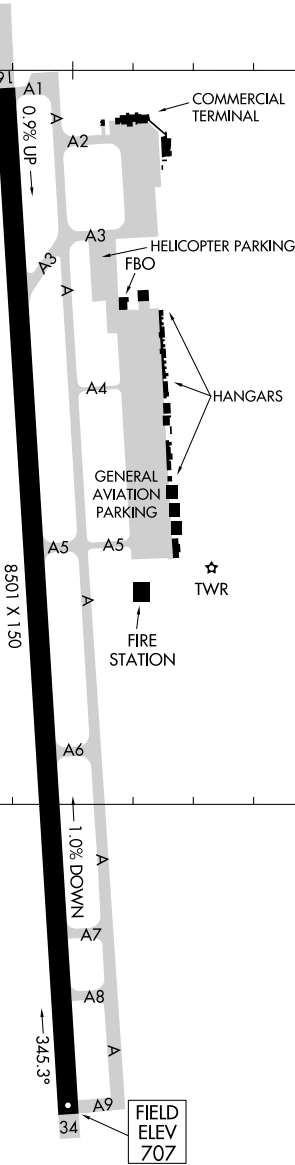 16
A1
A
COMMERCIAL
TERMINAL
0.9% UP
A2
A3
HELICOPTER PARKING
A3
FBO
A
A4
HANGARS
GENERAL
AVIATION
PARKING
8501 X 150
A5
A5
TWR
A
FIRE
STATION
A6
1.0% DOWN
A
A7
A8
345.3°
A
A9
FIELD
ELEV
707
34